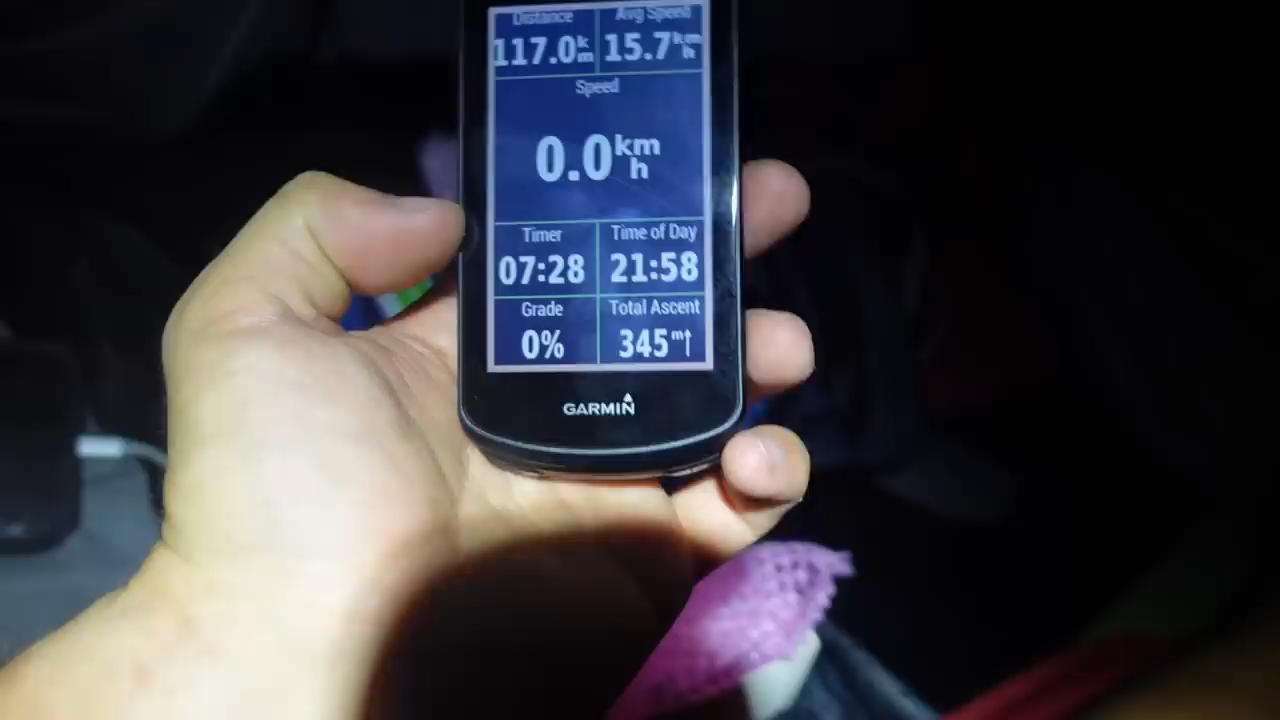 Distance Avg Speed
117.0 km 15.7 km h
Speed
0.0 km h
Timer Time of Day
07:28 21:58
Grade Total Ascent
0% 345 m↑
GARMIN